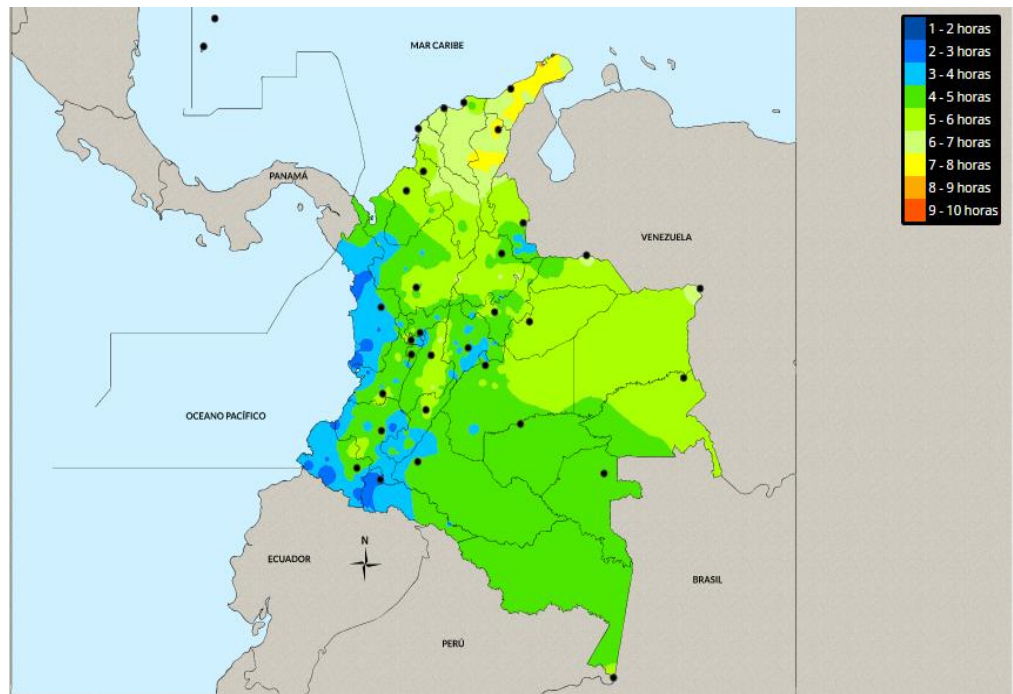 MAR CARIBE
1 - 2 horas
2 - 3 horas
3 - 4 horas
4 - 5 horas
5 - 6 horas
6 - 7 horas
7 - 8 horas
8 - 9 horas
9 - 10 horas
PANAMÁ
VENEZUELA
OCEANO PACÍFICO
N
ECUADOR
BRASIL
PERÚ